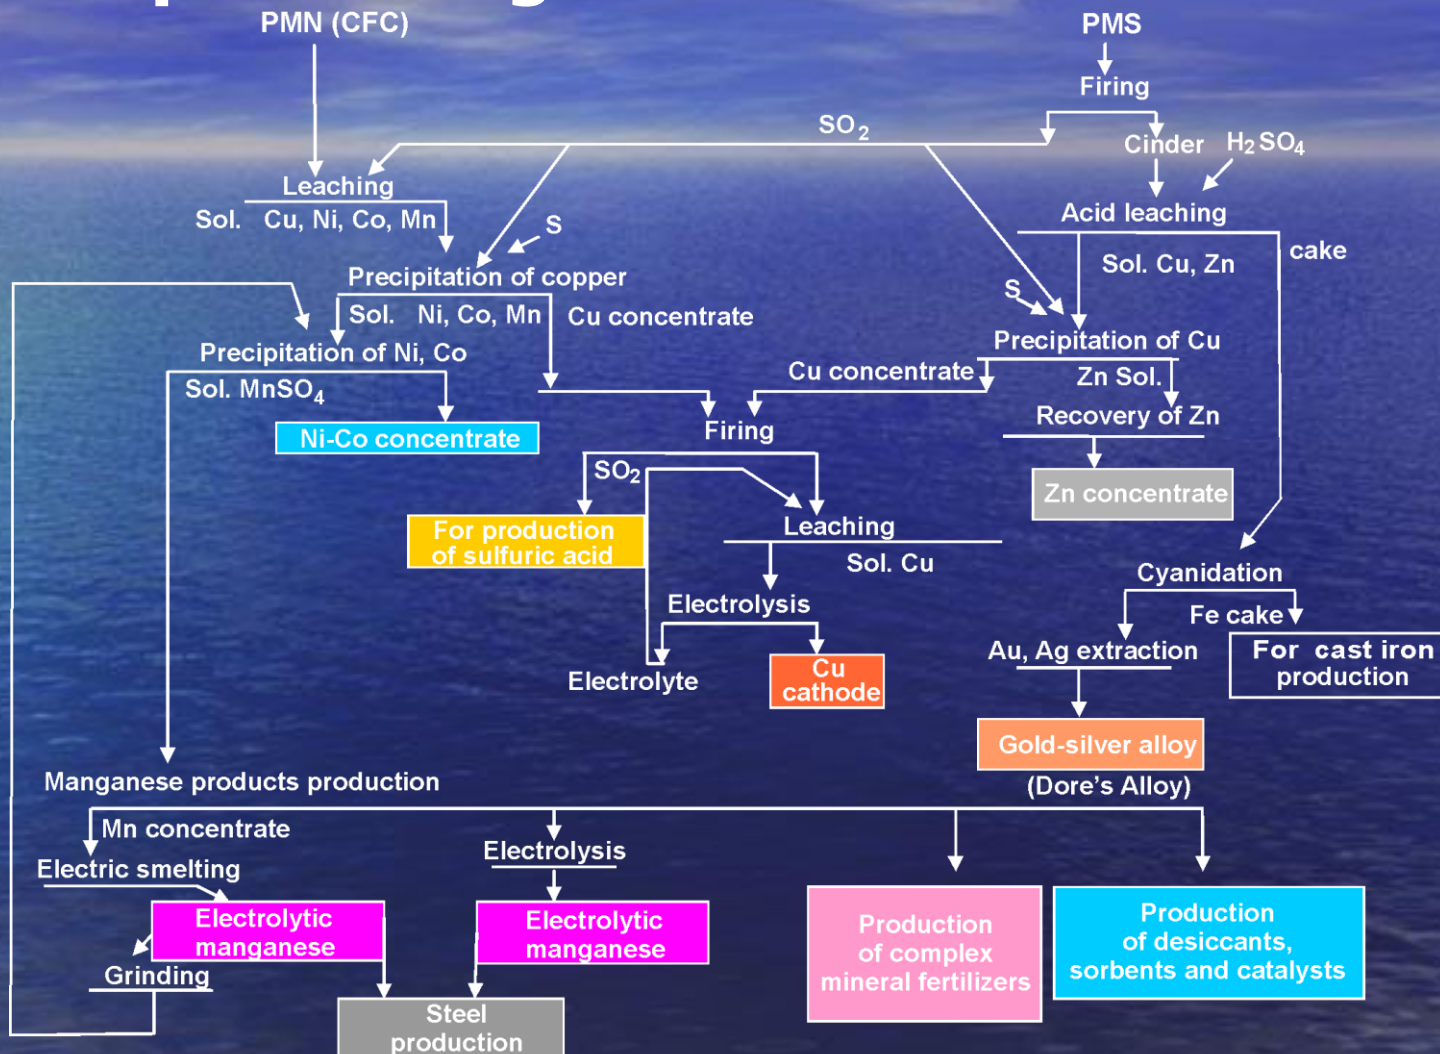 PMN (CFC)
PMS
Firing
SO2
Cinder
H2SO4
Leaching
Sol. Cu, Ni, Co, Mn
Acid leaching
S
cake
Sol. Cu, Zn
Precipitation of copper
S
Sol. Ni, Co, Mn
Cu concentrate
Precipitation of Cu
Precipitation of Ni, Co
Cu concentrate
Zn Sol.
Sol. MnSO4
Recovery of Zn
Ni-Co concentrate
Firing
SO2
Zn concentrate
For production
of sulfuric acid
Leaching
Sol. Cu
Cyanidation
Electrolysis
Fe cake
Au, Ag extraction
For cast iron
production
Electrolyte
Cu
cathode
Gold-silver alloy
(Dore's Alloy)
Manganese products production
Mn concentrate
Electrolysis
Electric smelting
Electrolytic
manganese
Electrolytic
manganese
Production
of complex
mineral fertilizers
Production
of desiccants,
sorbents and catalysts
Grinding
Steel
production